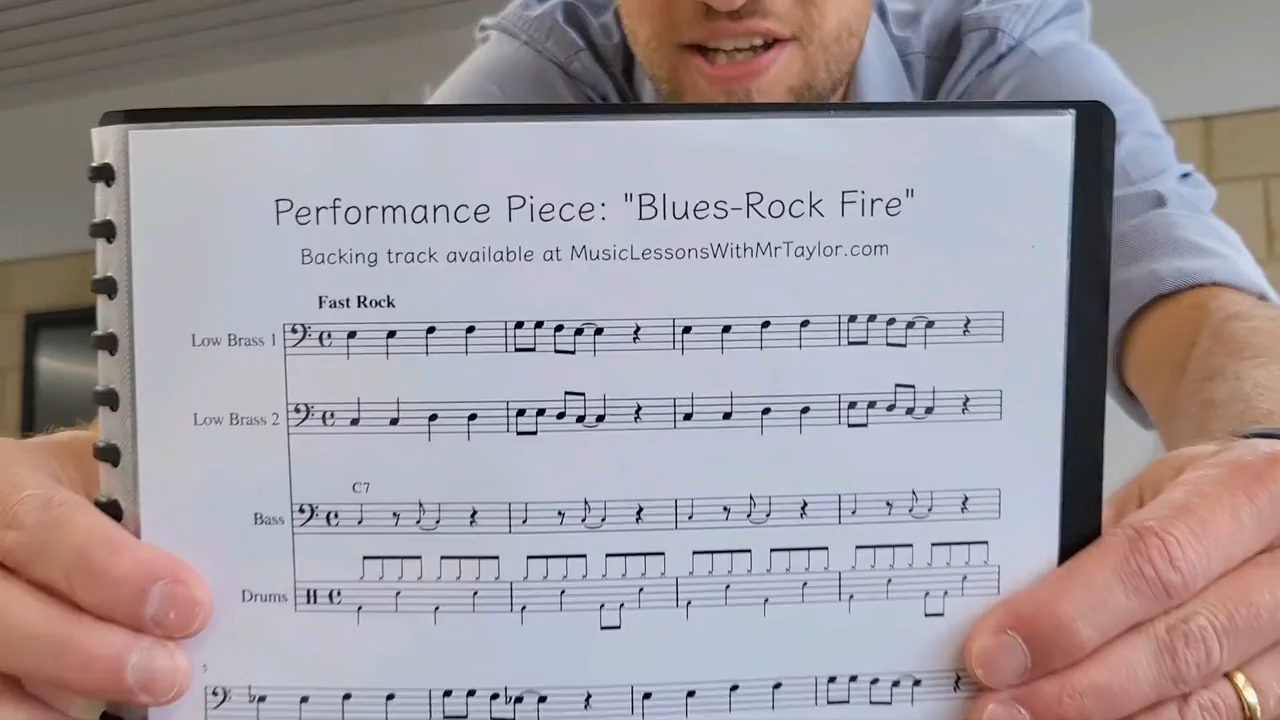 Performance Piece: "Blues-Rock Fire"
Backing track available at MusicLessonsWithMrTaylor.com
Fast Rock
Low Brass 1
Low Brass 2
C7
Bass
Drums
5